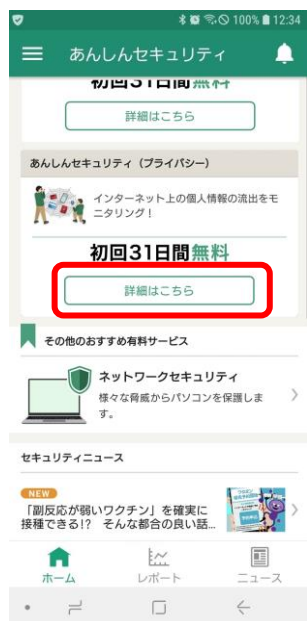 100% 12:34
あんしんセキュリティ
初回31日間無料
詳細はこちら
あんしんセキュリティ（プライバシー）
インターネット上の個人情報の流出をモ
ニタリング！
初回31日間無料
詳細はこちら
その他のおすすめ有料サービス
ネットワークセキュリティ
様々な脅威からパソコンを保護しま
す。
セキュリティニュース
NEW
「副反応が弱いワクチン」を確実に
接種できる!? そんな都合の良い話...
ホーム レポート ニュース